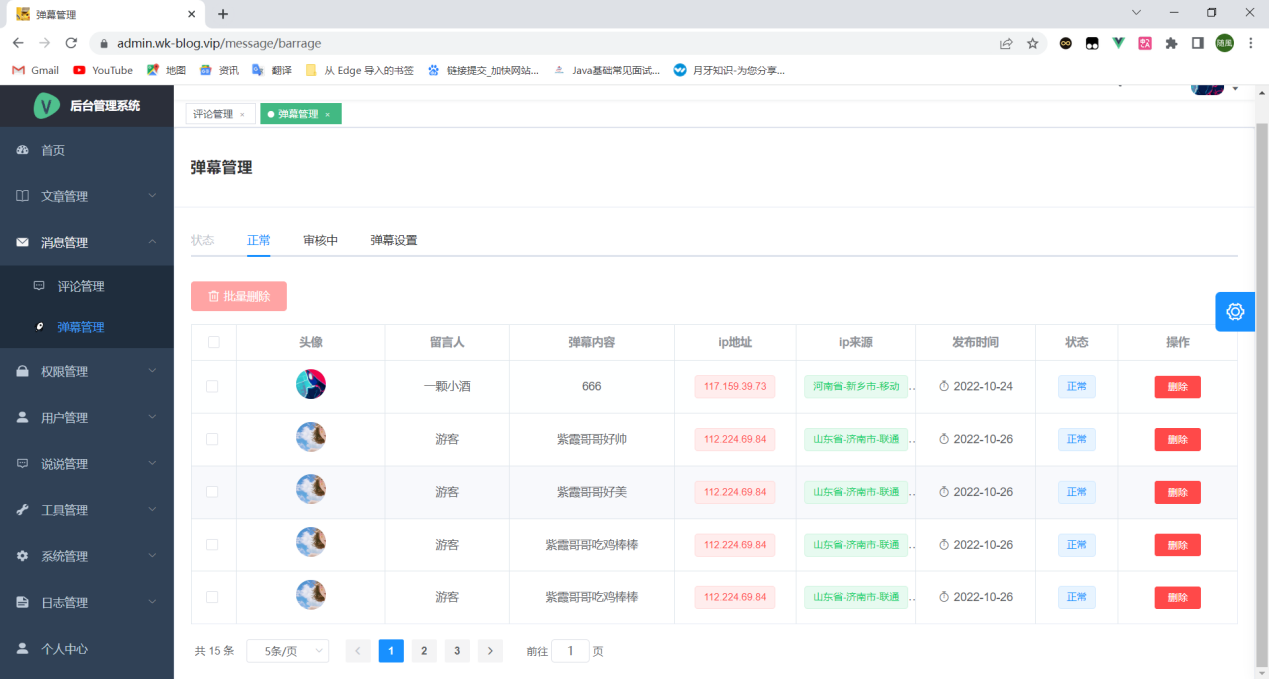 弹幕管理
admin.wk-blog.vip/message/barrage
随風
Gmail
YouTube
地图
资讯
翻译
从 Edge 导入的书签
链接提交_加快网站...
Java基础常见面试...
月牙知识-为您分享...
后台管理系统
首页
文章管理
消息管理
评论管理
弹幕管理
权限管理
用户管理
说说管理
工具管理
系统管理
日志管理
个人中心
评论管理 ×
弹幕管理 ×
弹幕管理
状态 正常 审核中 弹幕设置
批量删除
头像 留言人 弹幕内容 ip地址 ip来源 发布时间 状态 操作
一颗小酒 666 117.159.39.73 河南省-新乡市-移动 ... 2022-10-24 正常 删除
游客 紫霞哥哥好帅 112.224.69.84 山东省-济南市-联通 ... 2022-10-26 正常 删除
游客 紫霞哥哥好美 112.224.69.84 山东省-济南市-联通 ... 2022-10-26 正常 删除
游客 紫霞哥哥吃鸡棒棒 112.224.69.84 山东省-济南市-联通 ... 2022-10-26 正常 删除
游客 紫霞哥哥吃鸡棒棒 112.224.69.84 山东省-济南市-联通 ... 2022-10-26 正常 删除
共 15 条 5条/页 1 2 3 前往 1 页